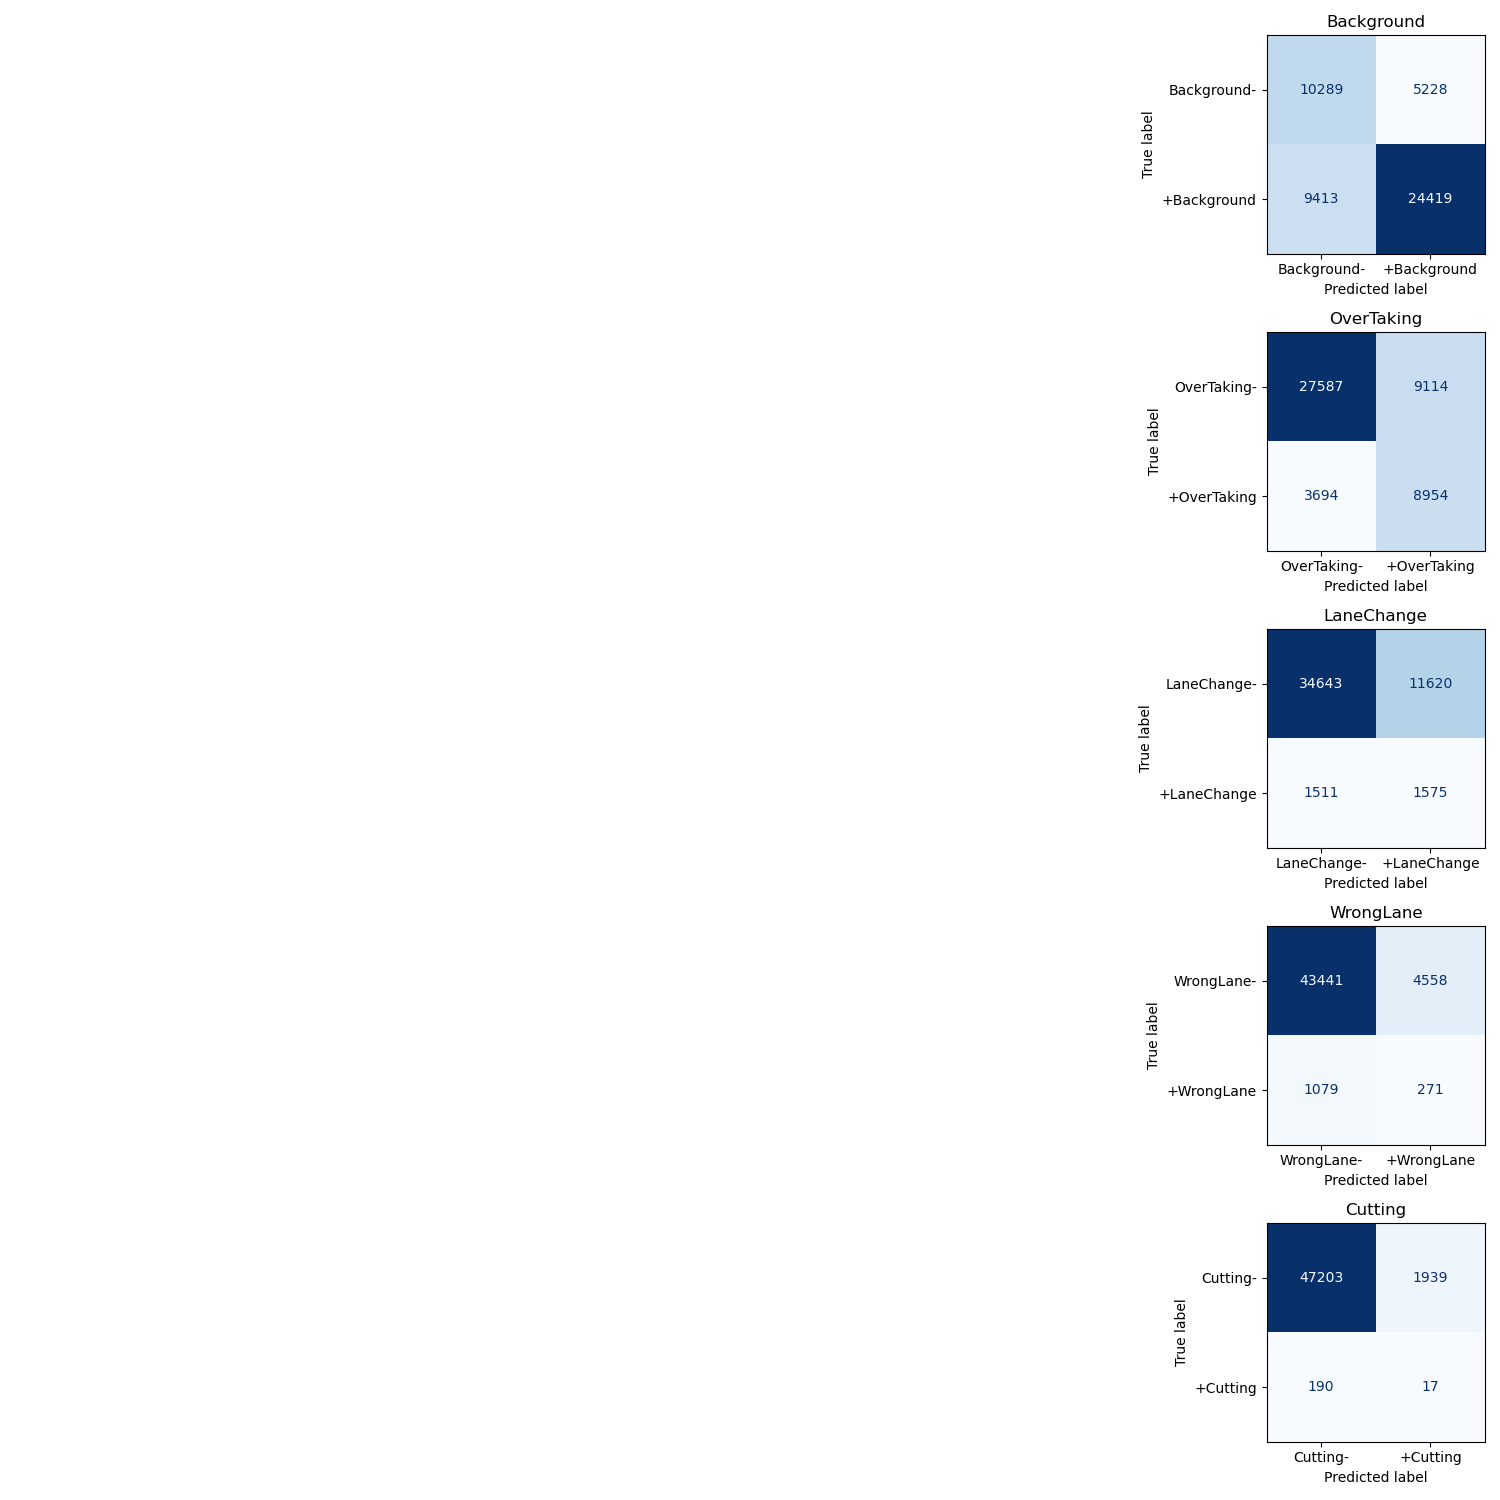 Background
Background- 10289 5228
True label
+Background 9413 24419
Background- +Background
Predicted label
OverTaking
OverTaking- 27587 9114
True label
+OverTaking 3694 8954
OverTaking- +OverTaking
Predicted label
LaneChange
LaneChange- 34643 11620
True label
+LaneChange 1511 1575
LaneChange- +LaneChange
Predicted label
WrongLane
WrongLane- 43441 4558
True label
+WrongLane 1079 271
WrongLane- +WrongLane
Predicted label
Cutting
Cutting- 47203 1939
True label
+Cutting 190 17
Cutting- +Cutting
Predicted label